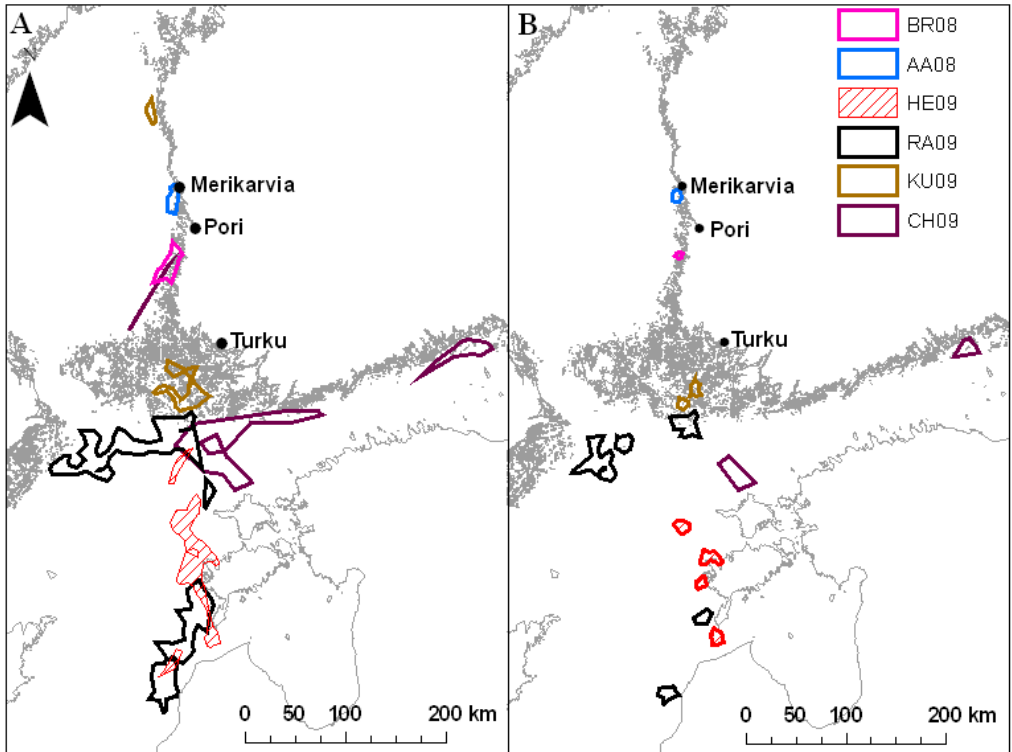 A
N
Merikarvia
Pori
Turku
0 50 100 200 km
B
BR08
AA08
HE09
RA09
KU09
CH09
Merikarvia
Pori
Turku
0 50 100 200 km